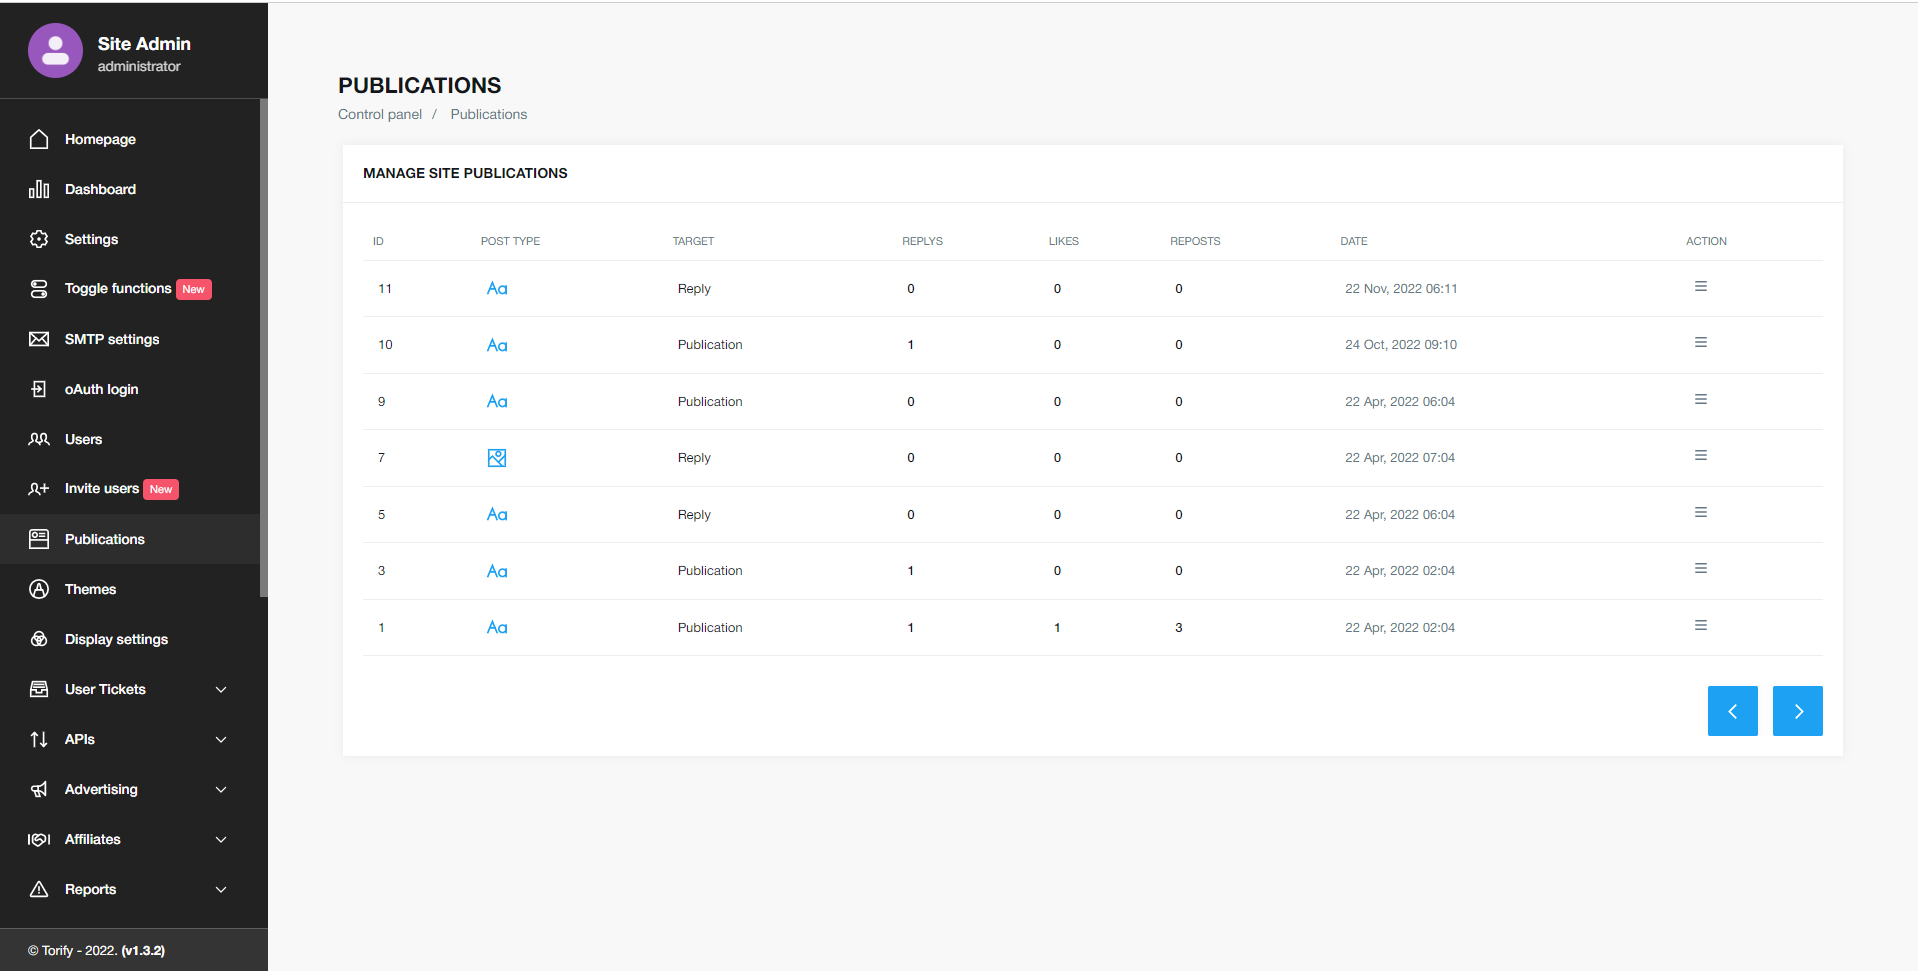 Site Admin
administrator
Homepage
Dashboard
Settings
Toggle functions New
SMTP settings
oAuth login
Users
Invite users New
Publications
Themes
Display settings
User Tickets
APIs
Advertising
Affiliates
Reports
© Torify - 2022. (v1.3.2)
PUBLICATIONS
Control panel / Publications
MANAGE SITE PUBLICATIONS
ID POST TYPE TARGET REPLYS LIKES REPOSTS DATE ACTION
11 Aa Reply 0 0 0 22 Nov, 2022 06:11
10 Aa Publication 1 0 0 24 Oct, 2022 09:10
9 Aa Publication 0 0 0 22 Apr, 2022 06:04
7 Reply 0 0 0 22 Apr, 2022 07:04
5 Aa Reply 0 0 0 22 Apr, 2022 06:04
3 Aa Publication 1 0 0 22 Apr, 2022 02:04
1 Aa Publication 1 1 3 22 Apr, 2022 02:04